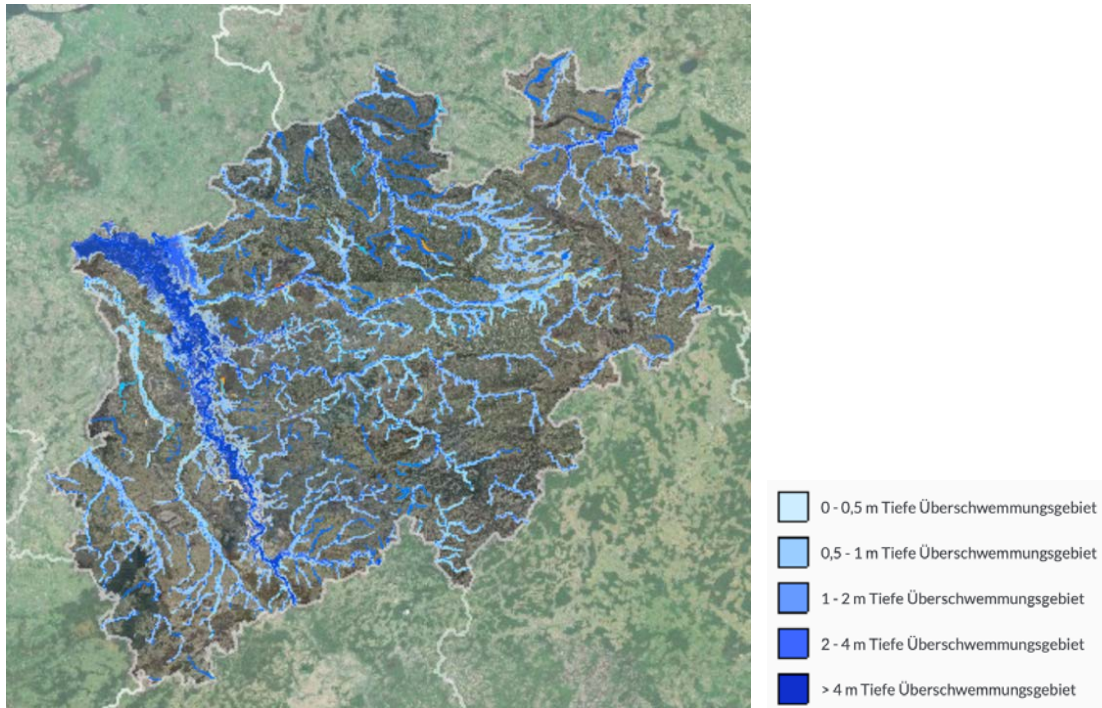 0 - 0,5 m Tiefe Überschwemmungsgebiet
0,5 - 1 m Tiefe Überschwemmungsgebiet
1 - 2 m Tiefe Überschwemmungsgebiet
2 - 4 m Tiefe Überschwemmungsgebiet
> 4 m Tiefe Überschwemmungsgebiet